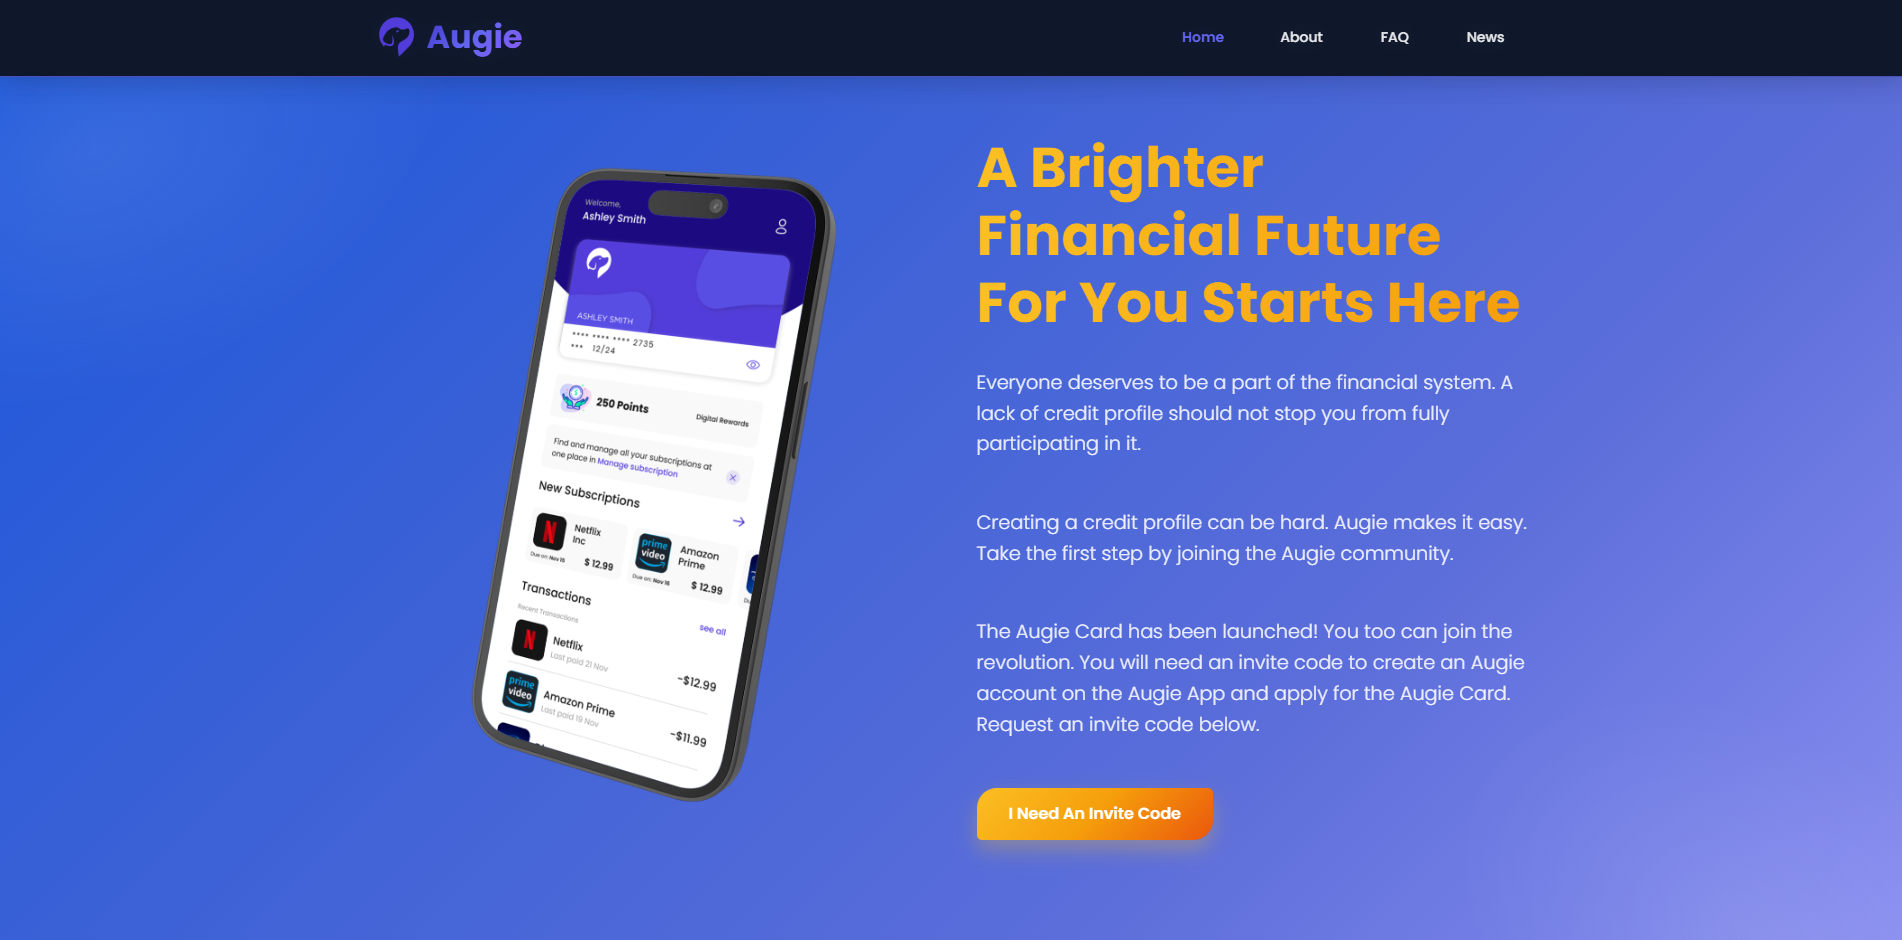 Augie
Home
About
FAQ
News
A Brighter
Financial Future
For You Starts Here
Everyone deserves to be a part of the financial system. A
lack of credit profile should not stop you from fully
participating in it.
Creating a credit profile can be hard. Augie makes it easy.
Take the first step by joining the Augie community.
The Augie Card has been launched! You too can join the
revolution. You will need an invite code to create an Augie
account on the Augie App and apply for the Augie Card.
Request an invite code below.
I Need An Invite Code
Welcome,
Ashley Smith
ASHLEY SMITH
**** **** **** 2735
*** 12/24
250 Points
Digital Rewards
Find and manage all your subscriptions at
one place in Manage subscription
New Subscriptions
Netflix
Inc
Due on: Nov 18
$ 12.99
prime
video
Amazon
Prime
Due on: Nov 18
$ 12.99
Transactions
Recent Transactions
see all
Netflix
Last paid 21 Nov
-$12.99
prime
video
Amazon Prime
Last paid 19 Nov
-$11.99